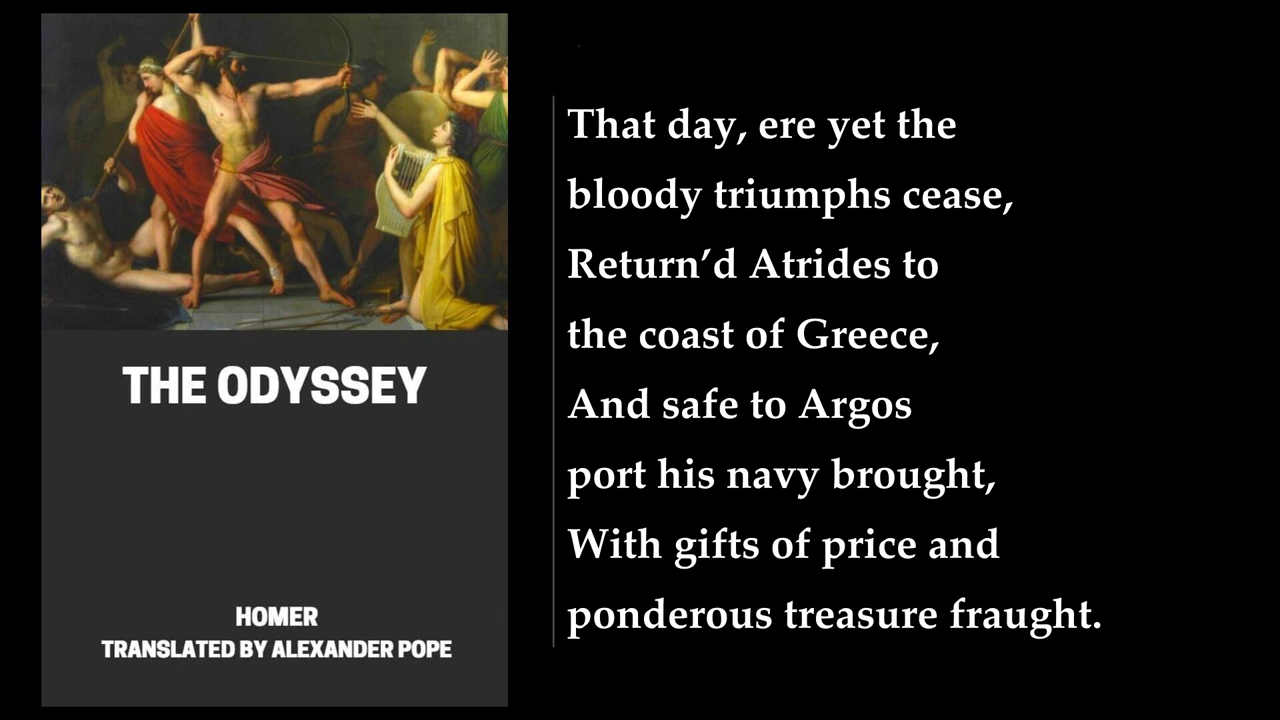 THE ODYSSEY
HOMER
TRANSLATED BY ALEXANDER POPE
That day, ere yet the
bloody triumphs cease,
Return’d Atrides to
the coast of Greece,
And safe to Argos
port his navy brought,
With gifts of price and
ponderous treasure fraught.